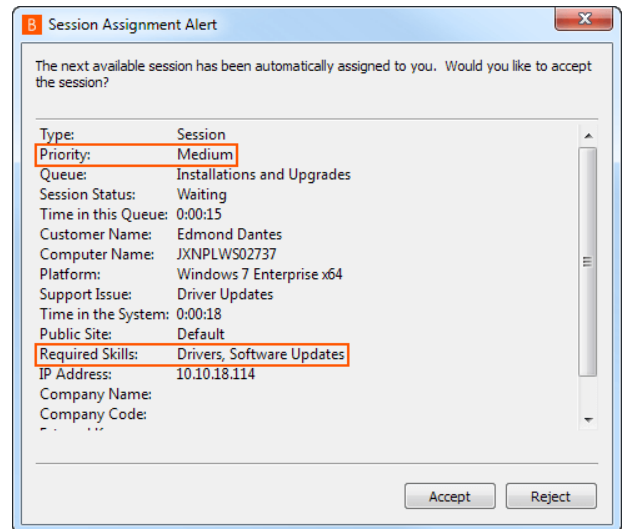 B Session Assignment Alert
The next available session has been automatically assigned to you. Would you like to accept
the session?
Type: Session
Priority: Medium
Queue: Installations and Upgrades
Session Status: Waiting
Time in this Queue: 0:00:15
Customer Name: Edmond Dantes
Computer Name: JXNPLWS02737
Platform: Windows 7 Enterprise x64
Support Issue: Driver Updates
Time in the System: 0:00:18
Public Site: Default
Required Skills: Drivers, Software Updates
IP Address: 10.10.18.114
Company Name:
Company Code:
Accept Reject